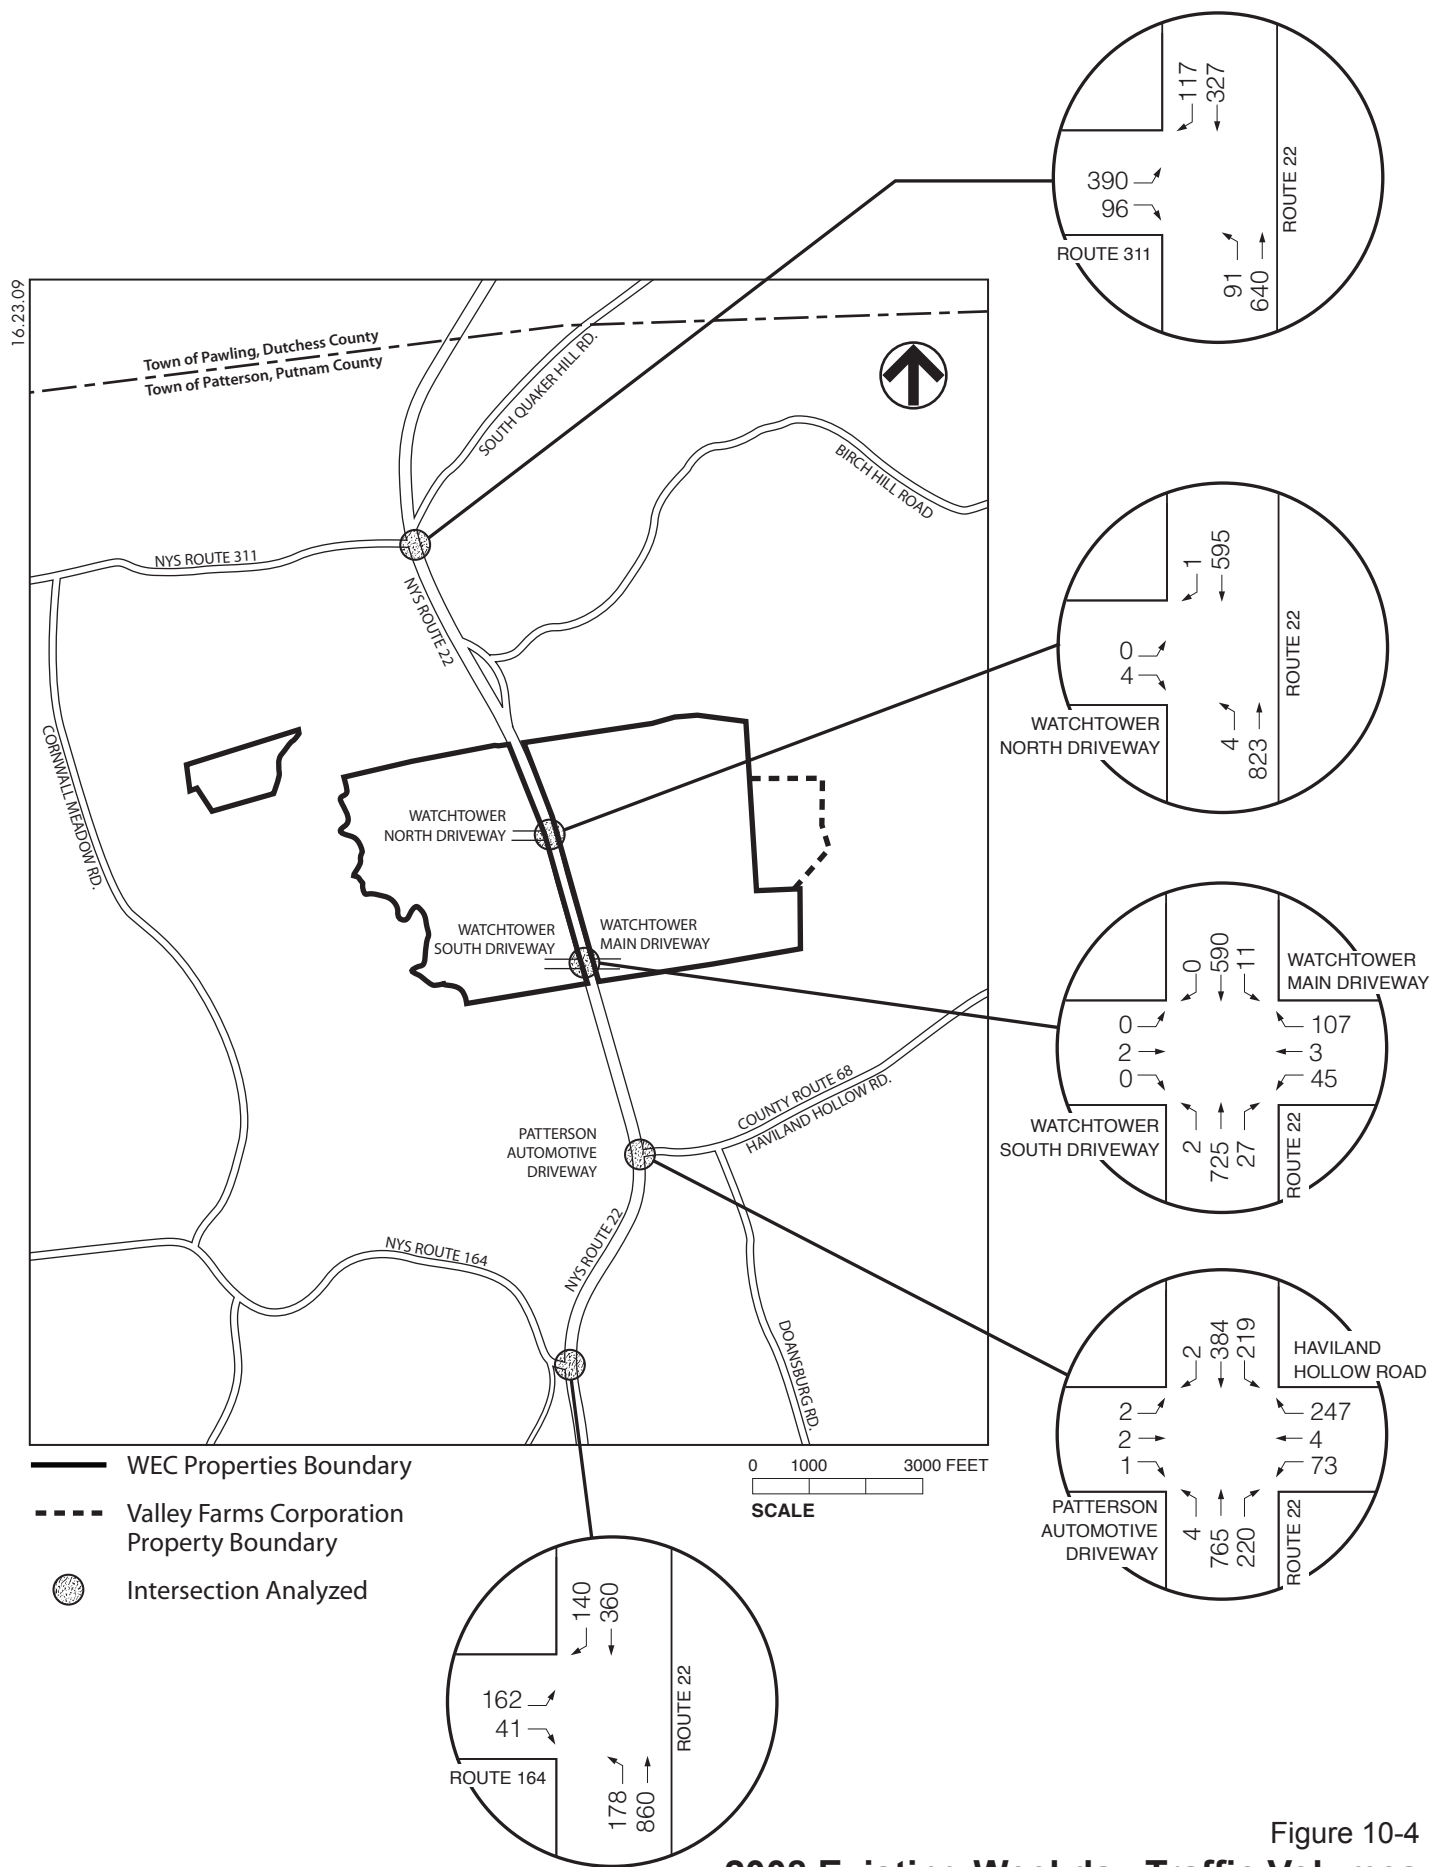 117
327
390
96
ROUTE 22
ROUTE 311
91
640
16.23.09
Town of Pawling, Dutchess County
Town of Patterson, Putnam County
SOUTH QUAKER HILL RD.
BIRCH HILL ROAD
NYS ROUTE 311
NYS ROUTE 22
1
595
0
4
ROUTE 22
WATCHTOWER
NORTH DRIVEWAY
4
823
CORNWALL MEADOW RD.
WATCHTOWER
NORTH DRIVEWAY
WATCHTOWER
SOUTH DRIVEWAY
WATCHTOWER
MAIN DRIVEWAY
0
590
11
WATCHTOWER
MAIN DRIVEWAY
0
2
0
107
3
45
WATCHTOWER
SOUTH DRIVEWAY
2
725
27
ROUTE 22
COUNTY ROUTE 68
HAVILAND HOLLOW RD.
PATTERSON
AUTOMOTIVE
DRIVEWAY
NYS ROUTE 22
NYS ROUTE 164
DOANSBURG RD.
2
384
219
HAVILAND
HOLLOW ROAD
2
2
1
247
4
73
PATTERSON
AUTOMOTIVE
DRIVEWAY
4
765
220
ROUTE 22
WEC Properties Boundary
Valley Farms Corporation
Property Boundary
Intersection Analyzed
0 1000 3000 FEET
SCALE
140
360
162
41
ROUTE 22
ROUTE 164
178
860
Figure 10-4
Existing Weekday Traffic Volumes